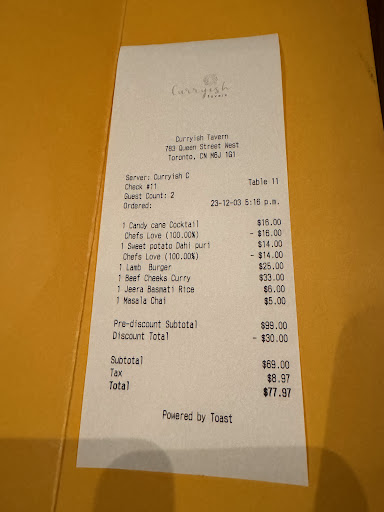 Curryish
TAVERN
Curryish Tavern
783 Queen Street West
Toronto, CN M6J 1G1
Server: Curryish C
Check #11 Table 11
Guest Count: 2
Ordered: 23-12-03 5:16 p.m.
1 Candy cane Cocktail $16.00
Chefs Love (100.00%) - $16.00
1 Sweet potato Dahi puri $14.00
Chefs Love (100.00%) - $14.00
1 Lamb Burger $25.00
1 Beef Cheeks Curry $33.00
1 Jeera Basmati Rice $6.00
1 Masala Chai $5.00
Pre-discount Subtotal $99.00
Discount Total - $30.00
Subtotal $69.00
Tax $8.97
Total $77.97
Powered by Toast